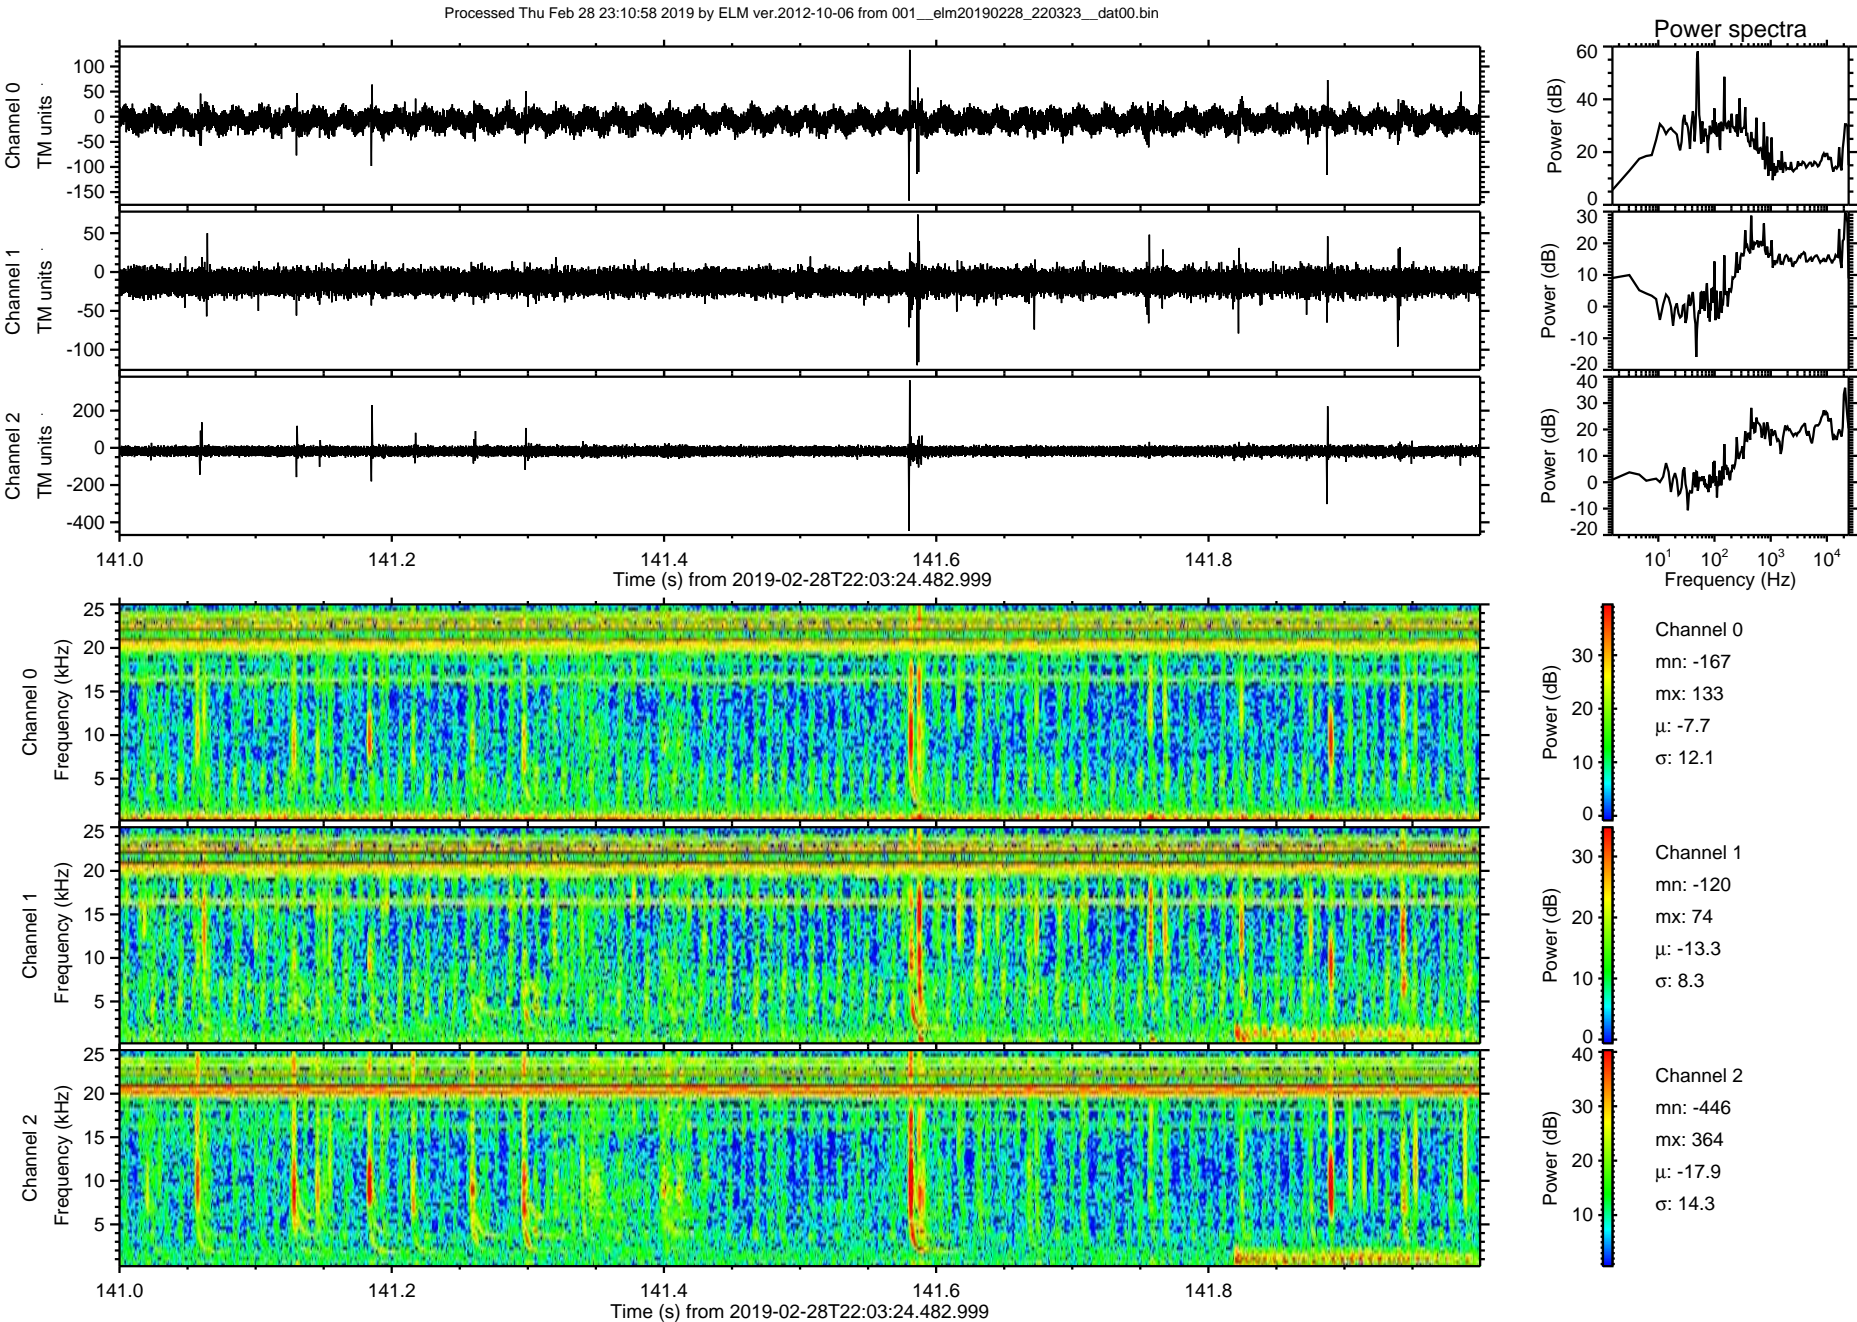 Processed Thu Feb 28 23:10:58 2019 by ELM ver.2012-10-06 from 001__elm20190228_220323__dat00.bin
Power spectra
Channel 0
TM units
100
50
0
-50
-100
-150
Power (dB)
60
40
20
0
Channel 1
TM units
50
0
-50
-100
Power (dB)
30
20
10
0
-10
-20
Channel 2
TM units
200
0
-200
-400
Power (dB)
40
30
20
10
0
-10
-20
141.0 141.2 141.4 141.6 141.8
Time (s) from 2019-02-28T22:03:24.482.999
10^1 10^2 10^3 10^4
Frequency (Hz)
Channel 0
Frequency (kHz)
25
20
15
10
5
Power (dB)
30
20
10
0
Channel 0
mn: -167
mx: 133
μ: -7.7
σ: 12.1
Channel 1
Frequency (kHz)
25
20
15
10
5
Power (dB)
30
20
10
0
Channel 1
mn: -120
mx: 74
μ: -13.3
σ: 8.3
Channel 2
Frequency (kHz)
25
20
15
10
5
Power (dB)
40
30
20
10
Channel 2
mn: -446
mx: 364
μ: -17.9
σ: 14.3
141.0 141.2 141.4 141.6 141.8
Time (s) from 2019-02-28T22:03:24.482.999